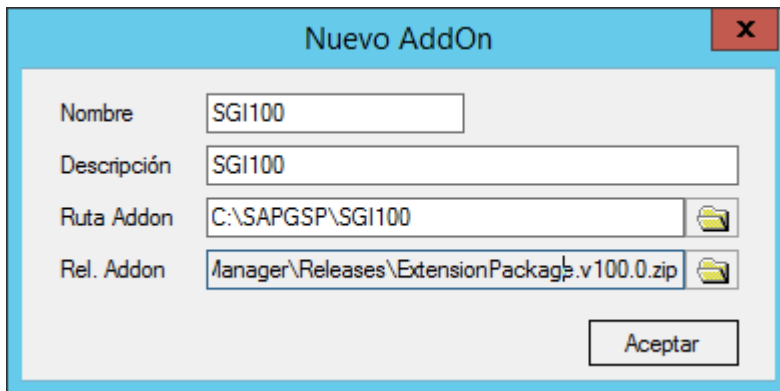 Nuevo AddOn
x
Nombre SGI100
Descripción SGI100
Ruta Addon C:\SAPGSP\SGI100
Rel. Addon Manager\Releases\ExtensionPackage.v100.0.zip
Aceptar